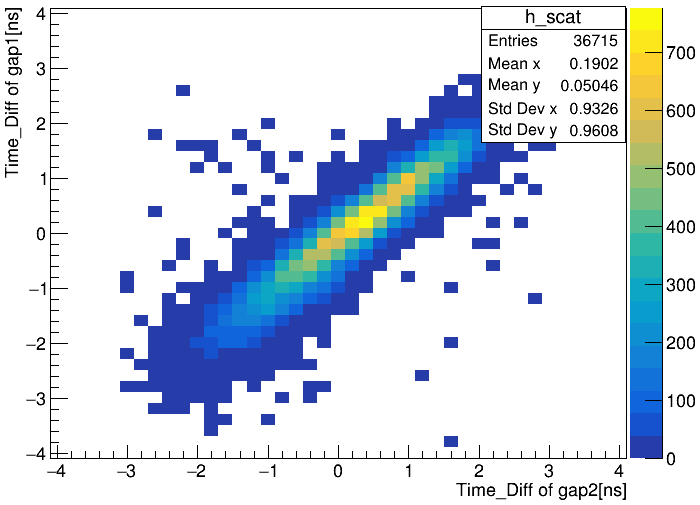 h_scat
Entries 36715
Mean x 0.1902
Mean y 0.05046
Std Dev x 0.9326
Std Dev y 0.9608
Time_Diff of gap1[ns]
4
3
2
1
0
−1
−2
−3
−4
−4 −3 −2 −1 0 1 2 3 4
Time_Diff of gap2[ns]
700
600
500
400
300
200
100
0